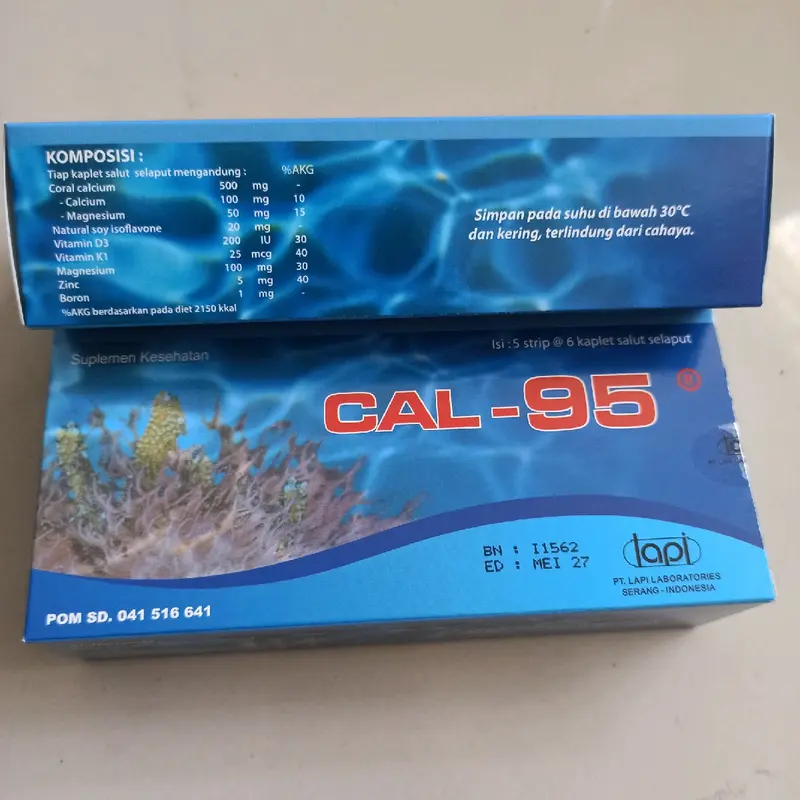 KOMPOSISI :
Tiap kaplet salut selaput mengandung : %AKG
Coral calcium 500 mg -
- Calcium 100 mg 10
- Magnesium 50 mg 15
Natural soy isoflavone 20 mg -
Vitamin D3 200 IU 30
Vitamin K1 25 mcg 40
Magnesium 100 mg 30
Zinc 5 mg 40
Boron 1 mg -
%AKG berdasarkan pada diet 2150 kkal
Simpan pada suhu di bawah 30°C
dan kering, terlindung dari cahaya.
Suplemen Kesehatan
Isi : 5 strip @ 6 kaplet salut selaput
CAL-95 ®
BN : I1562
ED : MEI 27
lapi
PT. LAPI LABORATORIES
SERANG - INDONESIA
POM SD. 041 516 641